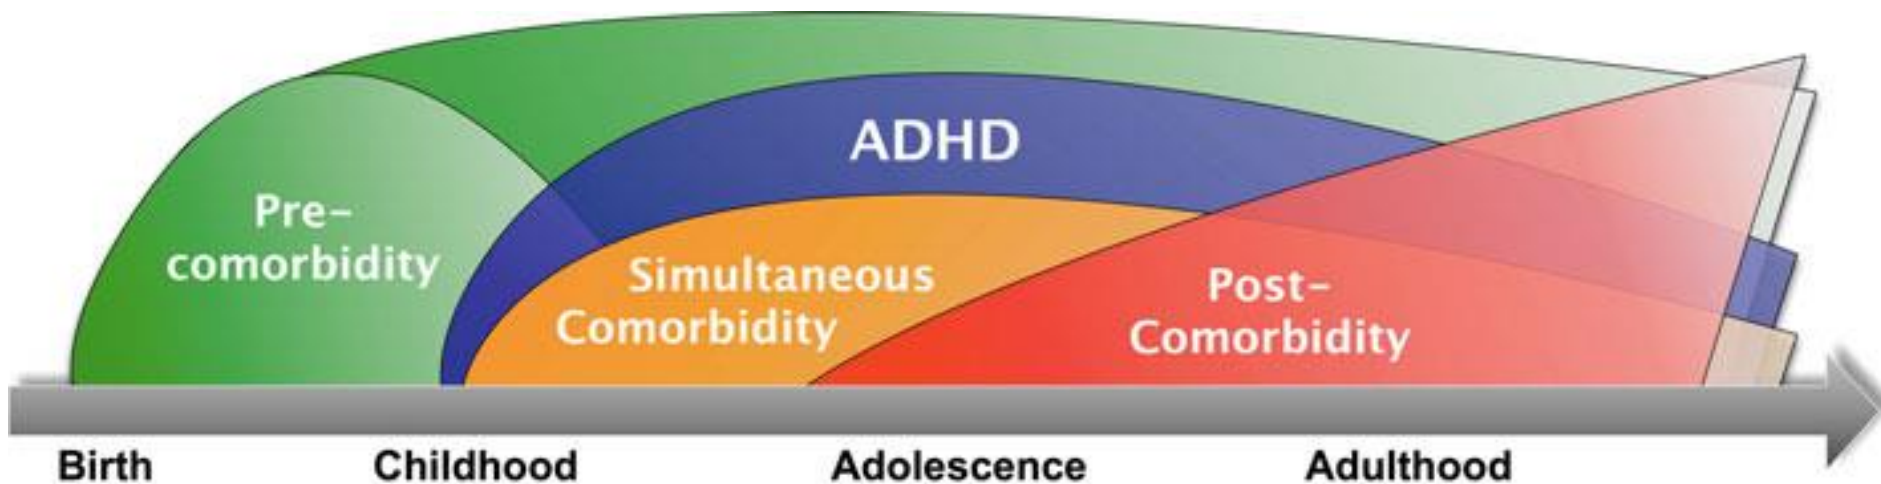 ADHD
Pre-
comorbidity
Simultaneous
Comorbidity
Post-
Comorbidity
Birth
Childhood
Adolescence
Adulthood